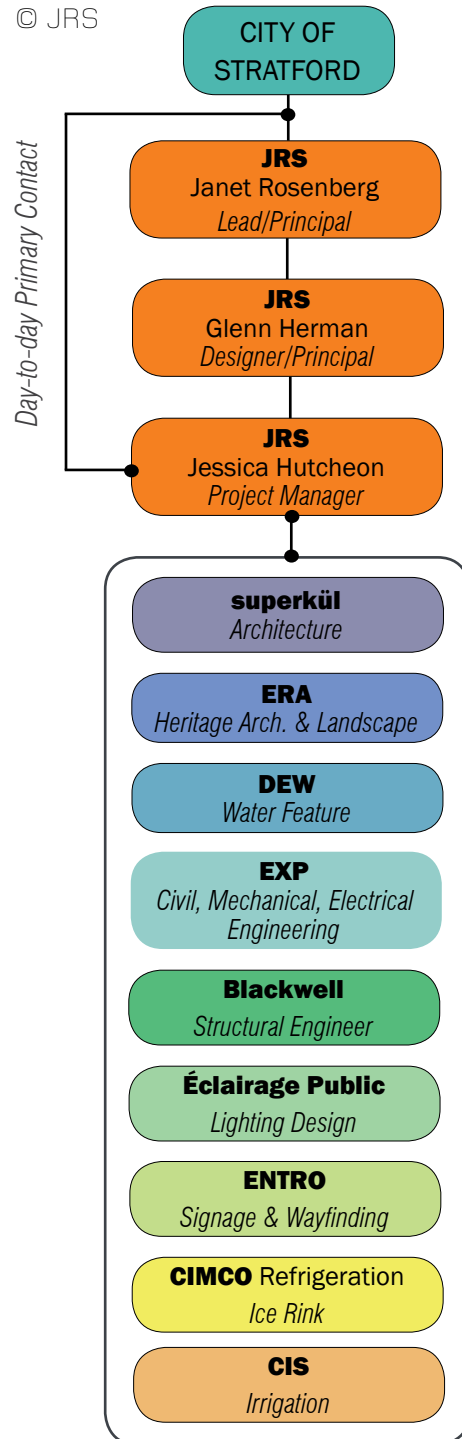 © JRS
CITY OF
STRATFORD
Day-to-day Primary Contact
JRS
Janet Rosenberg
Lead/Principal
JRS
Glenn Herman
Designer/Principal
JRS
Jessica Hutcheon
Project Manager
superkül
Architecture
ERA
Heritage Arch. & Landscape
DEW
Water Feature
EXP
Civil, Mechanical, Electrical
Engineering
Blackwell
Structural Engineer
Éclairage Public
Lighting Design
ENTRO
Signage & Wayfinding
CIMCO Refrigeration
Ice Rink
CIS
Irrigation